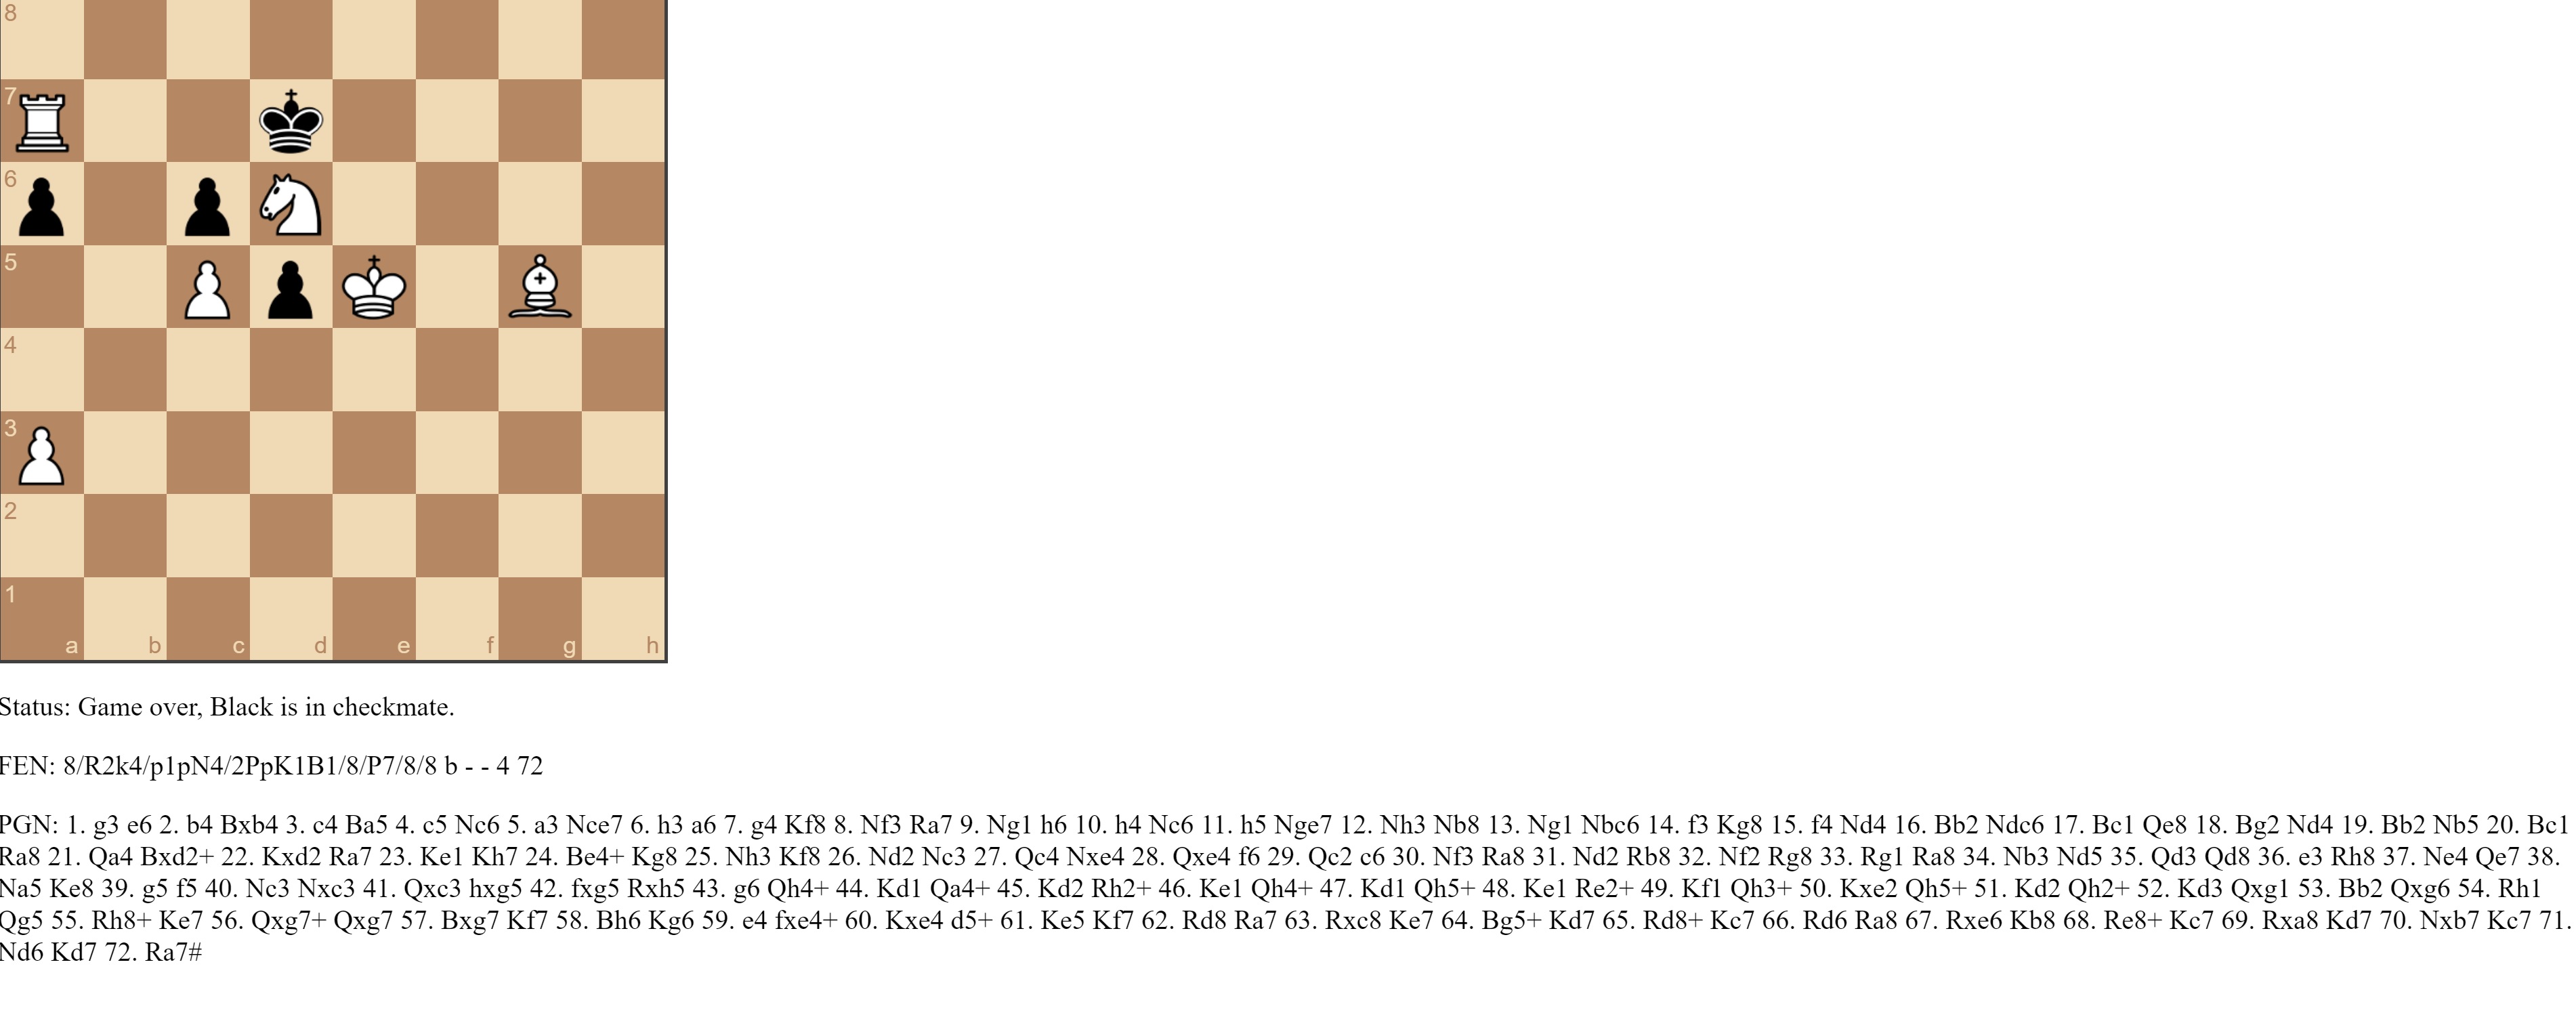 8
7
6
5
4
3
2
1
a b c d e f g h
Status: Game over, Black is in checkmate.
FEN: 8/R2k4/p1pN4/2PpK1B1/8/P7/8/8 b - - 4 72
PGN: 1. g3 e6 2. b4 Bxb4 3. c4 Ba5 4. c5 Nc6 5. a3 Nce7 6. h3 a6 7. g4 Kf8 8. Nf3 Ra7 9. Ng1 h6 10. h4 Nc6 11. h5 Nge7 12. Nh3 Nb8 13. Ng1 Nbc6 14. f3 Kg8 15. f4 Nd4 16. Bb2 Ndc6 17. Bc1 Qe8 18. Bg2 Nd4 19. Bb2 Nb5 20. Bc1
Ra8 21. Qa4 Bxd2+ 22. Kxd2 Ra7 23. Ke1 Kh7 24. Be4+ Kg8 25. Nh3 Kf8 26. Nd2 Nc3 27. Qc4 Nxe4 28. Qxe4 f6 29. Qc2 c6 30. Nf3 Ra8 31. Nd2 Rb8 32. Nf2 Rg8 33. Rg1 Ra8 34. Nb3 Nd5 35. Qd3 Qd8 36. e3 Rh8 37. Ne4 Qe7 38.
Na5 Ke8 39. g5 f5 40. Nc3 Nxc3 41. Qxc3 hxg5 42. fxg5 Rxh5 43. g6 Qh4+ 44. Kd1 Qa4+ 45. Kd2 Rh2+ 46. Ke1 Qh4+ 47. Kd1 Qh5+ 48. Ke1 Re2+ 49. Kf1 Qh3+ 50. Kxe2 Qh5+ 51. Kd2 Qh2+ 52. Kd3 Qxg1 53. Bb2 Qxg6 54. Rh1
Qg5 55. Rh8+ Ke7 56. Qxg7+ Qxg7 57. Bxg7 Kf7 58. Bh6 Kg6 59. e4 fxe4+ 60. Kxe4 d5+ 61. Ke5 Kf7 62. Rd8 Ra7 63. Rxc8 Ke7 64. Bg5+ Kd7 65. Rd8+ Kc7 66. Rd6 Ra8 67. Rxe6 Kb8 68. Re8+ Kc7 69. Rxa8 Kd7 70. Nxb7 Kc7 71.
Nd6 Kd7 72. Ra7#